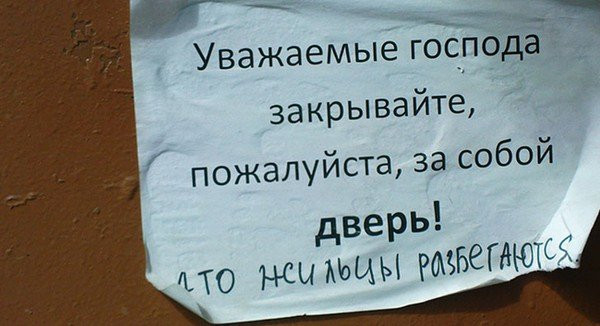 Уважаемые господа
закрывайте,
пожалуйста, за собой
дверь!
А ТО ЖИЛЬЦЫ РАЗБЕГАЮТСЯ.